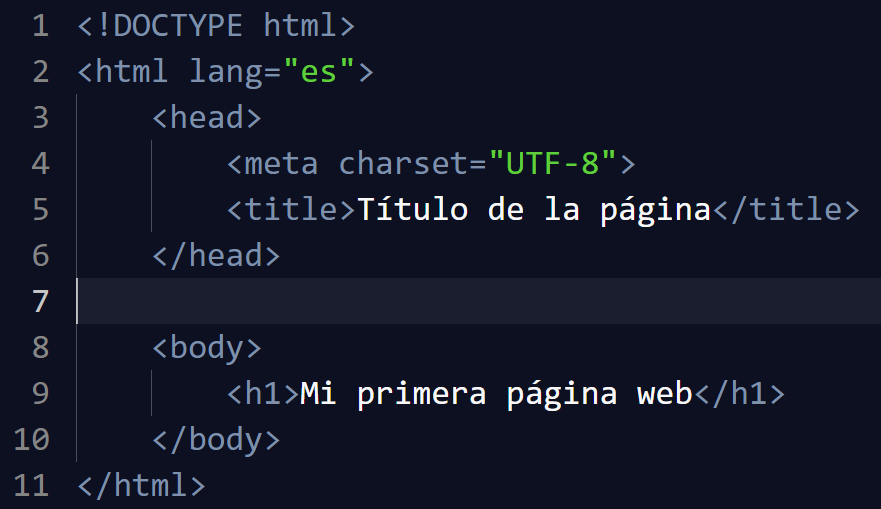 1 <!DOCTYPE html>
2 <html lang="es">
3 <head>
4 <meta charset="UTF-8">
5 <title>Título de la página</title>
6 </head>
7
8 <body>
9 <h1>Mi primera página web</h1>
10 </body>
11 </html>